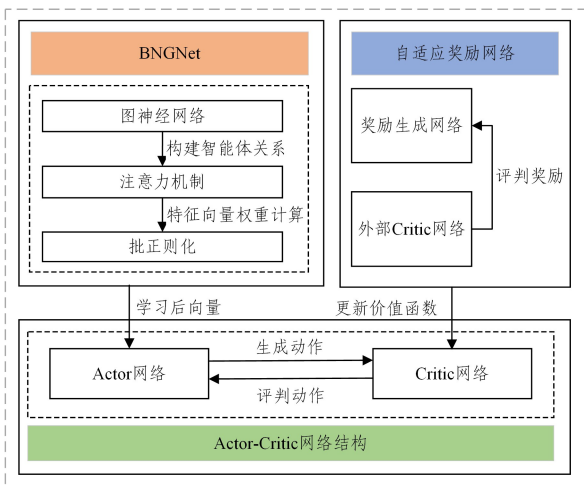 BNGNet
图神经网络
构建智能体关系
注意力机制
特征向量权重计算
批正则化
自适应奖励网络
奖励生成网络
评判奖励
外部Critic网络
学习后向量
更新价值函数
Actor网络
生成动作
评判动作
Critic网络
Actor-Critic网络结构